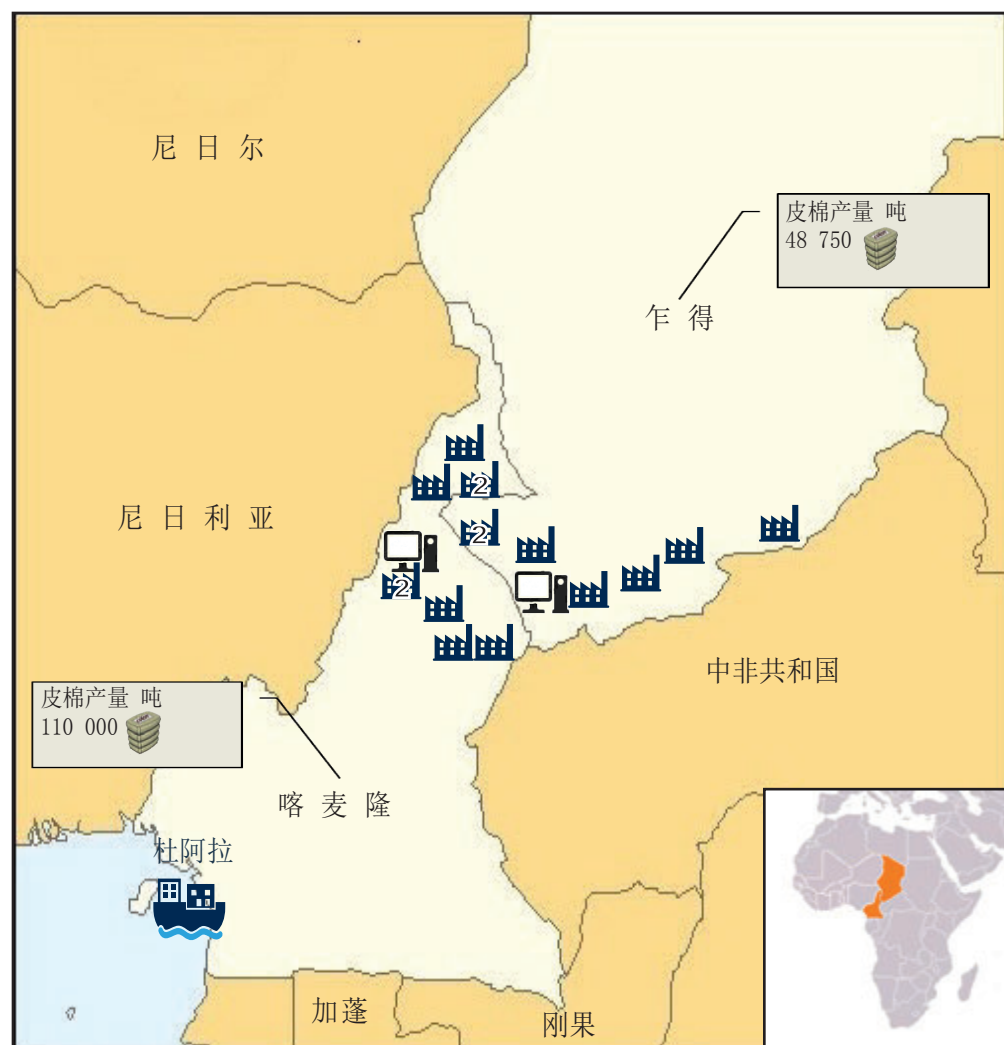 尼日尔
皮棉产量 吨
48 750
乍得
尼日利亚
2
2
2
中非共和国
皮棉产量 吨
110 000
喀麦隆
杜阿拉
加蓬
刚果